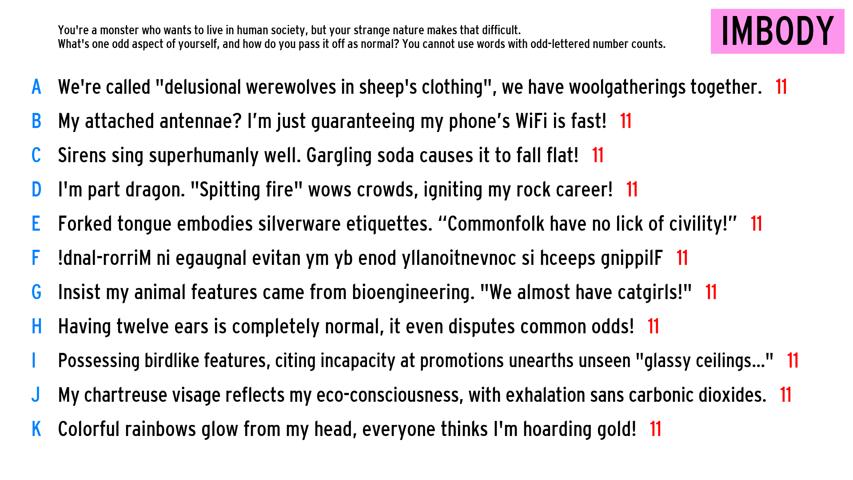 You're a monster who wants to live in human society, but your strange nature makes that difficult.
What's one odd aspect of yourself, and how do you pass it off as normal? You cannot use words with odd-lettered number counts.
IMBODY
A We're called "delusional werewolves in sheep's clothing", we have woolgatherings together. 11
B My attached antennae? I’m just guaranteeing my phone’s WiFi is fast! 11
C Sirens sing superhumanly well. Gargling soda causes it to fall flat! 11
D I'm part dragon. "Spitting fire" wows crowds, igniting my rock career! 11
E Forked tongue embodies silverware etiquettes. “Commonfolk have no lick of civility!” 11
F !dnal-rorriM ni egaugnal evitan ym yb enod yllanoitnevnoc si hceeps gnippilF 11
G Insist my animal features came from bioengineering. "We almost have catgirls!" 11
H Having twelve ears is completely normal, it even disputes common odds! 11
I Possessing birdlike features, citing incapacity at promotions unearths unseen "glassy ceilings..." 11
J My chartreuse visage reflects my eco-consciousness, with exhalation sans carbonic dioxides. 11
K Colorful rainbows glow from my head, everyone thinks I'm hoarding gold! 11